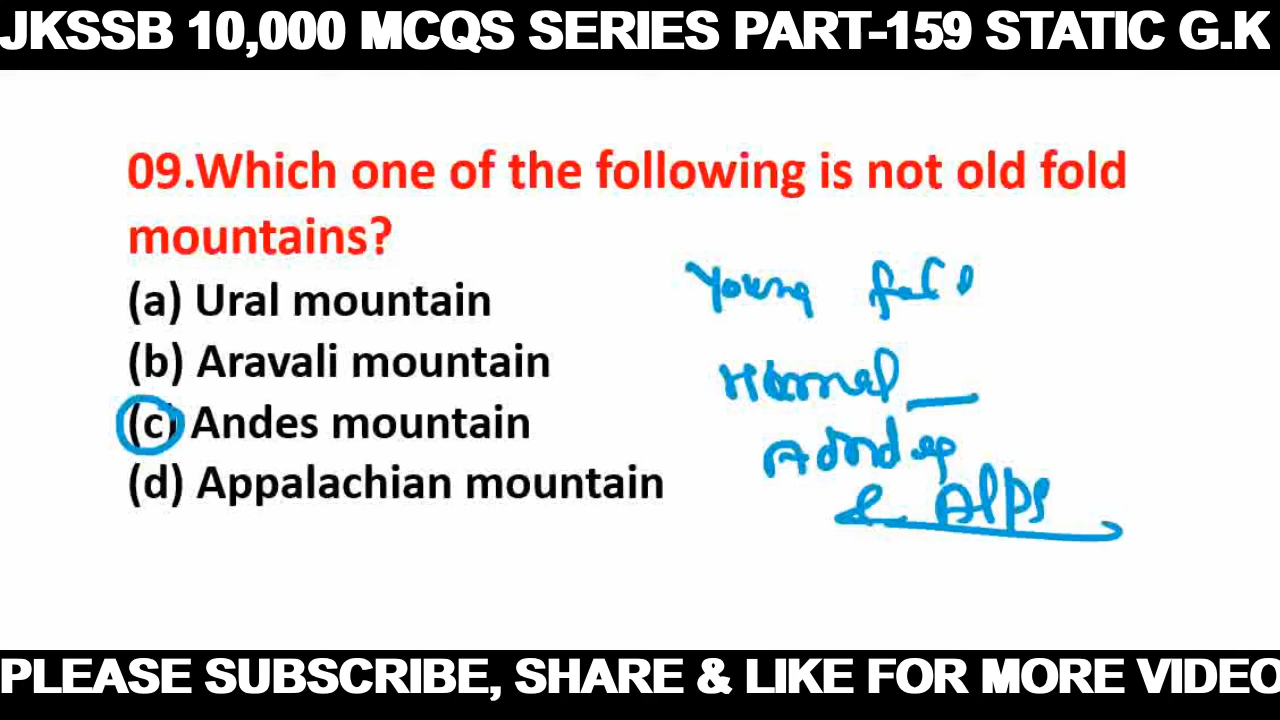 JKSSB 10,000 MCQS SERIES PART-159 STATIC G.K
09.Which one of the following is not old fold
mountains?
(a) Ural mountain
(b) Aravali mountain
(c) Andes mountain
(d) Appalachian mountain
Young
& Alps
PLEASE SUBSCRIBE, SHARE & LIKE FOR MORE VIDEO